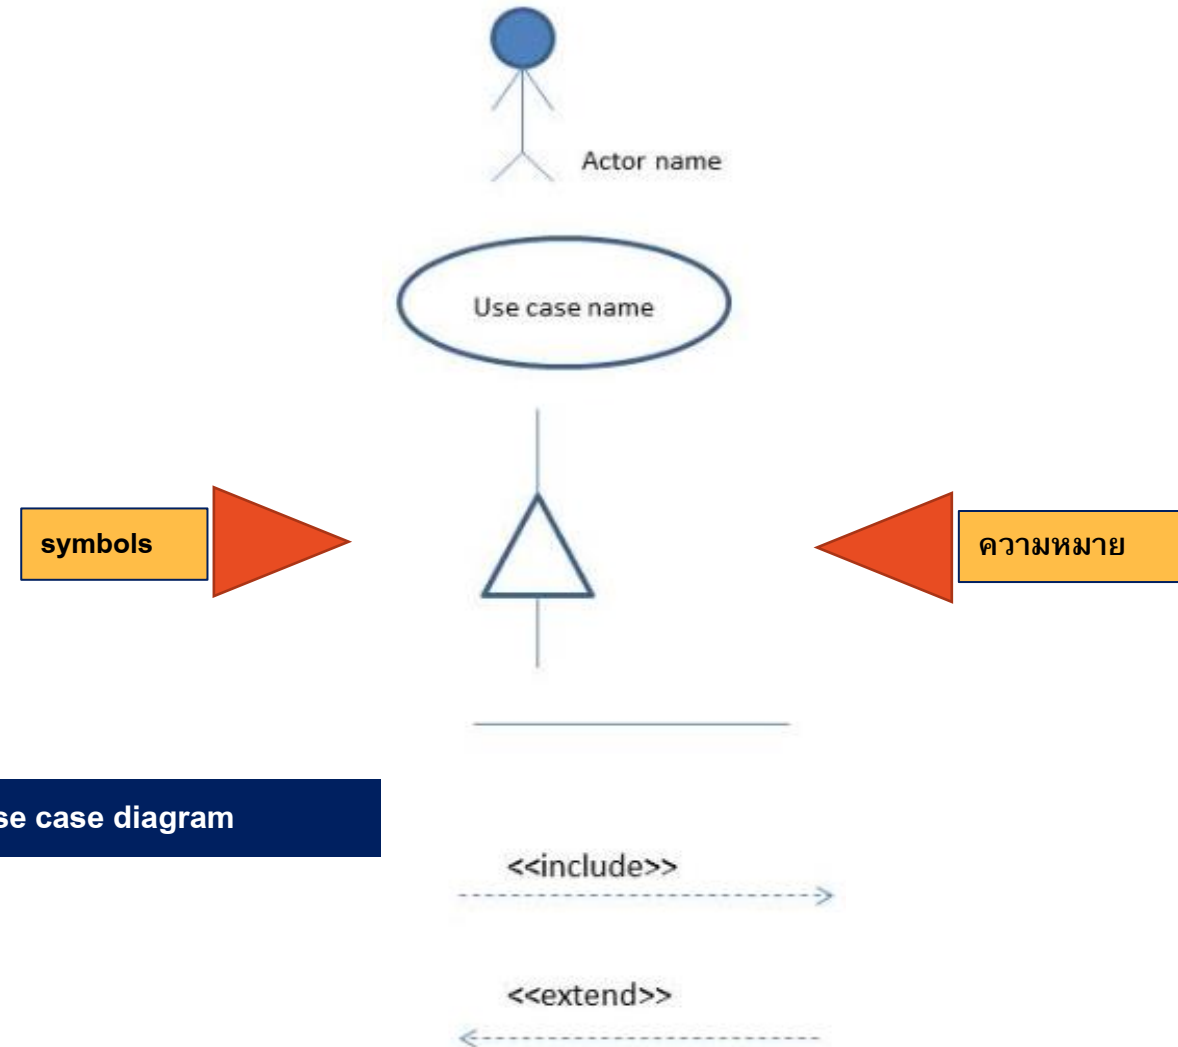 Actor name
Use case name
symbols
ความหมาย
se case diagram
<<include>>
<<extend>>